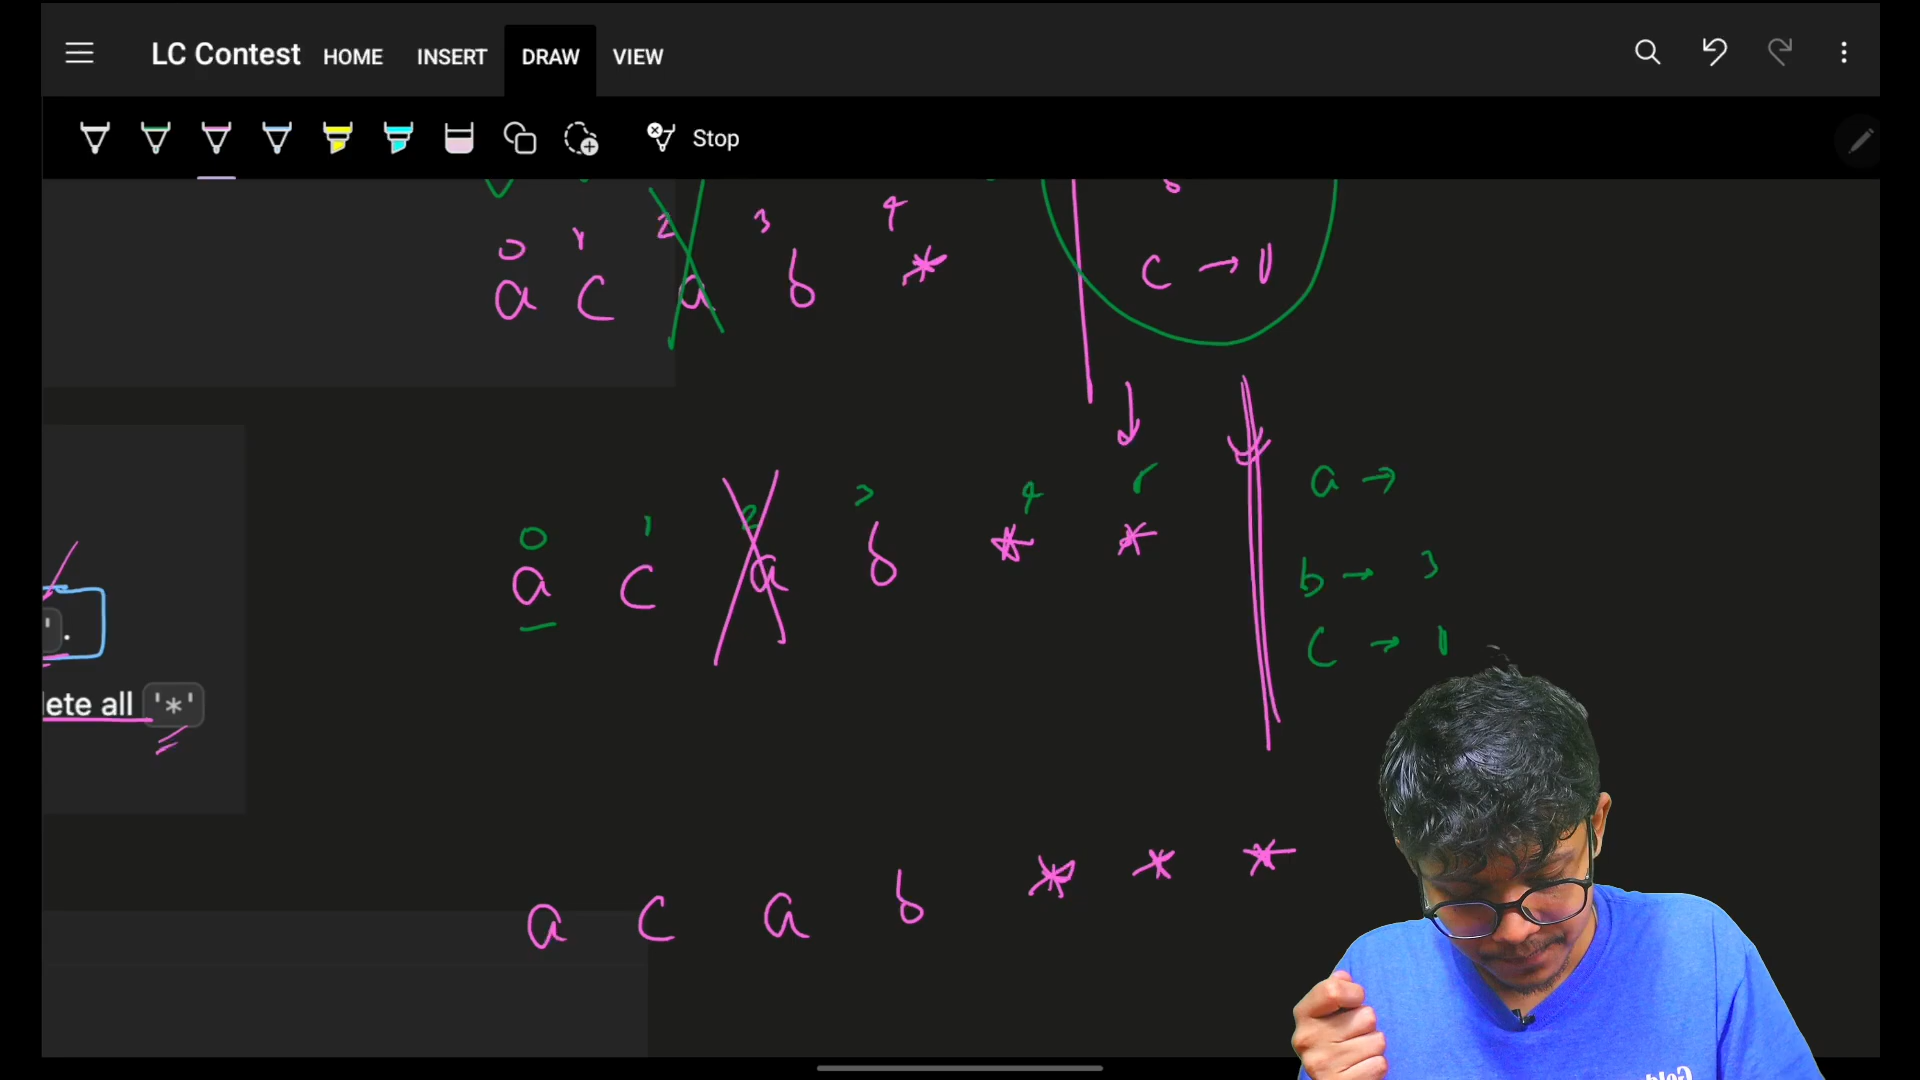 LC Contest HOME INSERT DRAW VIEW
Stop
0 1 2 3 4
a c a b *
c → 1
0 1 2 3 4 5
a c a b * *
a →
b → 3
c → 1
'.
lete all '*'
a c a b * * *